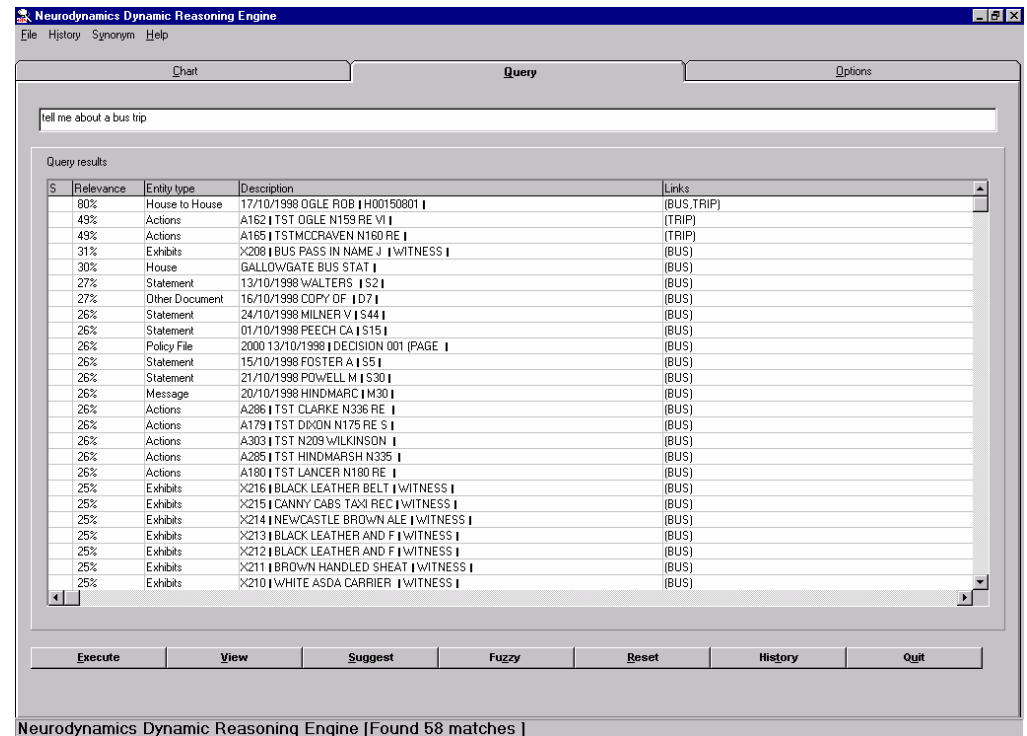 Neurodynamics Dynamic Reasoning Engine
File History Synonym Help
Chart Query Options
tell me about a bus trip
Query results
S Relevance Entity type Description Links
80% House to House 17/10/1998 OGLE ROB | H00150801 | (BUS,TRIP)
49% Actions A162 | TST OGLE N159 RE VI | (TRIP)
49% Actions A165 | TSTMCCRAVEN N160 RE | (TRIP)
31% Exhibits X208 | BUS PASS IN NAME J | WITNESS | (BUS)
30% House GALLOWGATE BUS STAT | (BUS)
27% Statement 13/10/1998 WALTERS | S2 | (BUS)
27% Other Document 16/10/1998 COPY OF | D7 | (BUS)
26% Statement 24/10/1998 MILNER V | S44 | (BUS)
26% Statement 01/10/1998 PEECH CA | S15 | (BUS)
26% Policy File 2000 13/10/1998 | DECISION 001 (PAGE | (BUS)
26% Statement 15/10/1998 FOSTER A | S5 | (BUS)
26% Statement 21/10/1998 POWELL M | S30 | (BUS)
26% Message 20/10/1998 HINDMARC | M30 | (BUS)
26% Actions A286 | TST CLARKE N336 RE | (BUS)
26% Actions A179 | TST DIXON N175 RE S | (BUS)
26% Actions A303 | TST N209 WILKINSON | (BUS)
26% Actions A285 | TST HINDMARSH N335 | (BUS)
26% Actions A180 | TST LANCER N180 RE | (BUS)
25% Exhibits X216 | BLACK LEATHER BELT | WITNESS | (BUS)
25% Exhibits X215 | CANNY CABS TAXI REC | WITNESS | (BUS)
25% Exhibits X214 | NEWCASTLE BROWN ALE | WITNESS | (BUS)
25% Exhibits X213 | BLACK LEATHER AND F | WITNESS | (BUS)
25% Exhibits X212 | BLACK LEATHER AND F | WITNESS | (BUS)
25% Exhibits X211 | BROWN HANDLED SHEAT | WITNESS | (BUS)
25% Exhibits X210 | WHITE ASDA CARRIER | WITNESS | (BUS)
Execute View Suggest Fuzzy Reset History Quit
Neurodynamics Dynamic Reasoning Engine [Found 58 matches ]